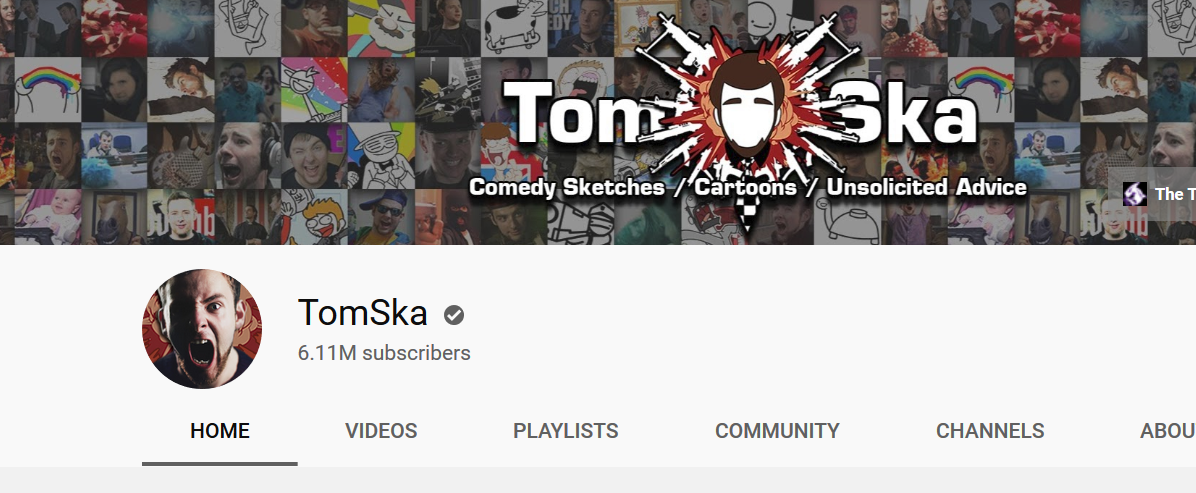 TomSka
Comedy Sketches / Cartoons / Unsolicited Advice
The T
TomSka
6.11M subscribers
HOME VIDEOS PLAYLISTS COMMUNITY CHANNELS ABOU